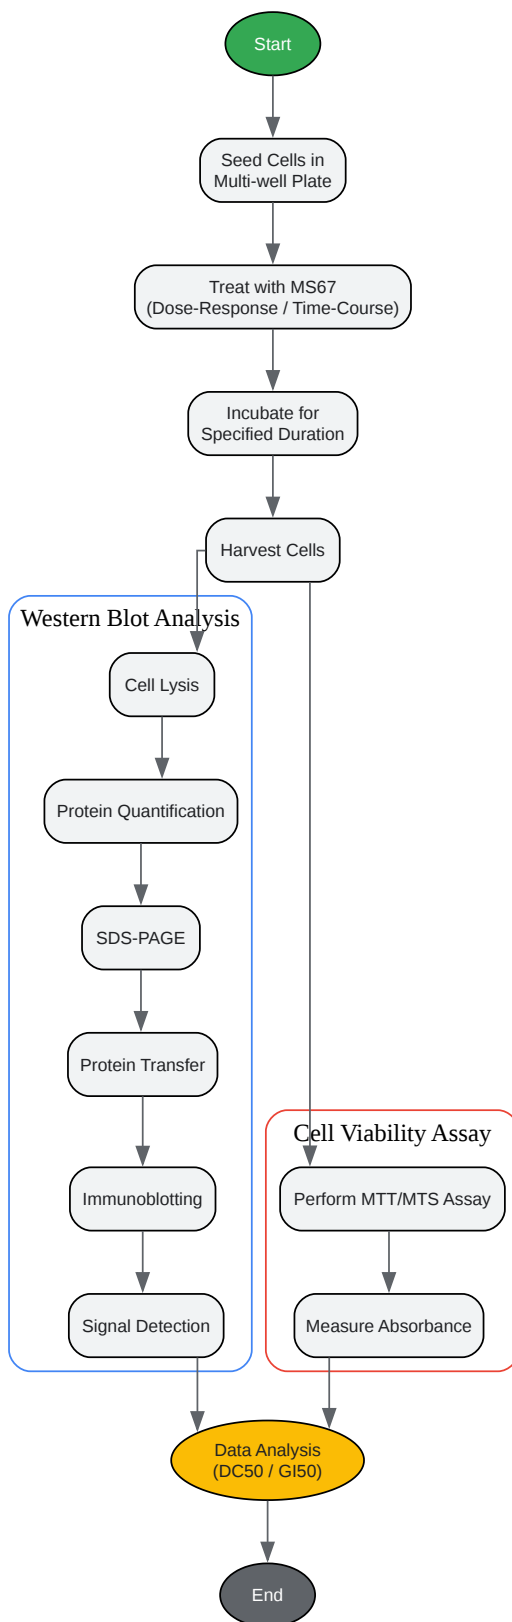 Start
Seed Cells in
Multi-well Plate
Treat with MS67
(Dose-Response / Time-Course)
Incubate for
Specified Duration
Harvest Cells
Western Blot Analysis
Cell Lysis
Protein Quantification
SDS-PAGE
Protein Transfer
Immunoblotting
Signal Detection
Cell Viability Assay
Perform MTT/MTS Assay
Measure Absorbance
Data Analysis
(DC50 / GI50)
End